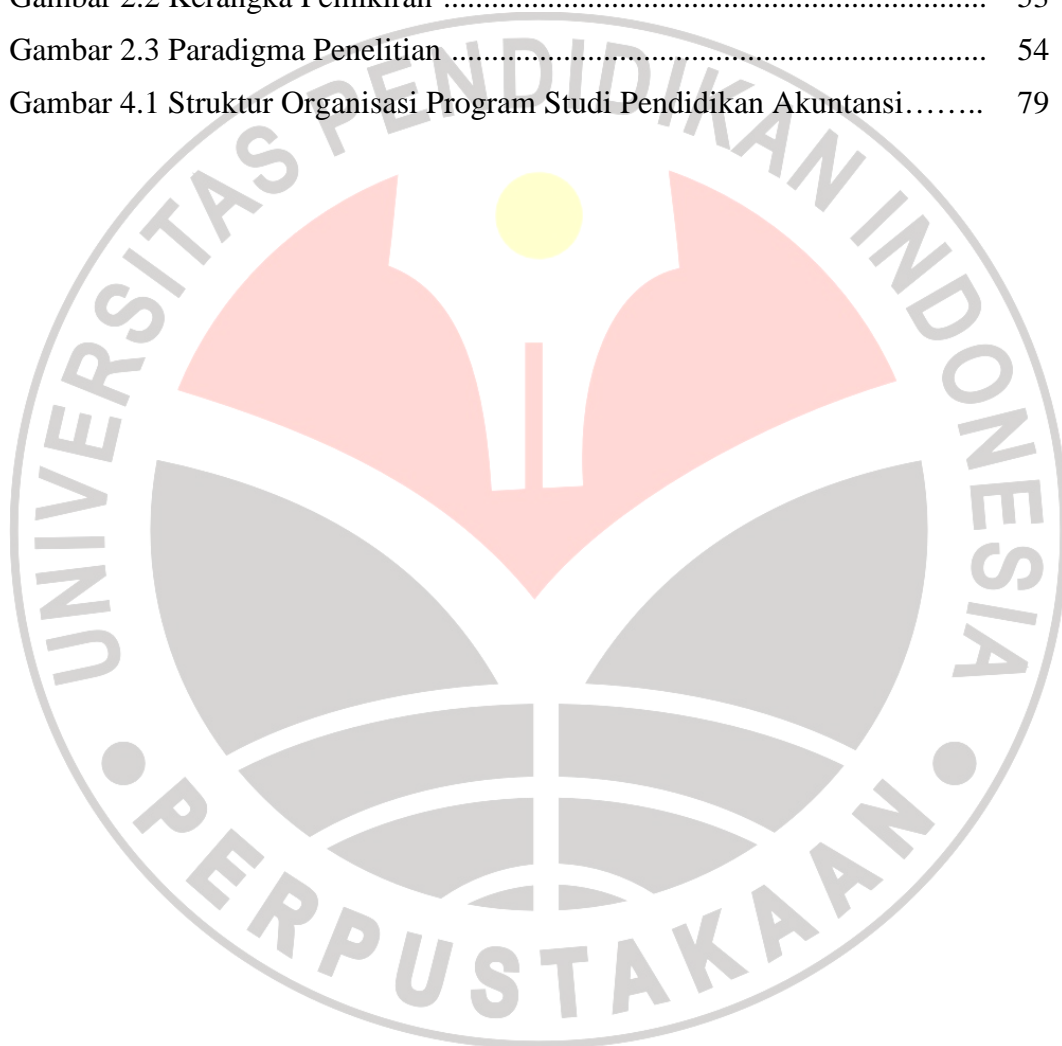 Gambar 2.2 Kerangka Pemikiran .................................................................... 53
Gambar 2.3 Paradigma Penelitian ................................................................... 54
Gambar 4.1 Struktur Organisasi Program Studi Pendidikan Akuntansi…….. 79
UNIVERSITAS PENDIDIKAN INDONESIA
PERPUSTAKAAN